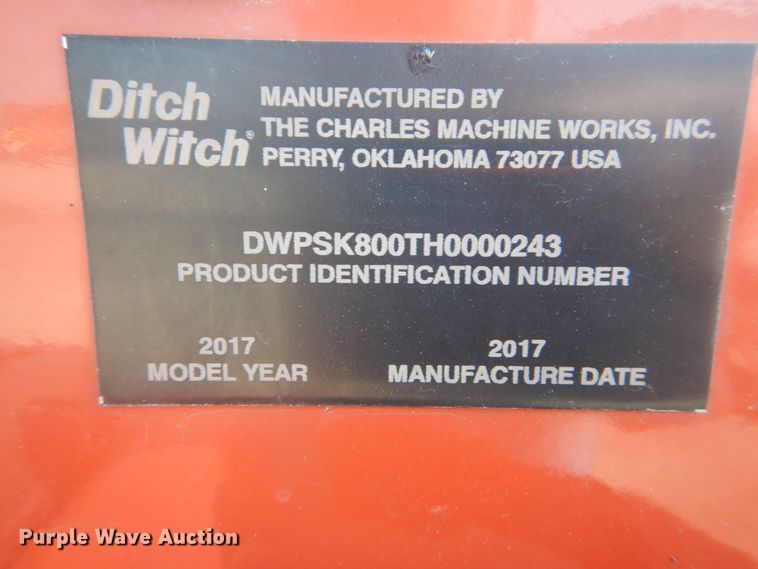 Ditch Witch®
MANUFACTURED BY
THE CHARLES MACHINE WORKS, INC.
PERRY, OKLAHOMA 73077 USA
DWPSK800TH0000243
PRODUCT IDENTIFICATION NUMBER
2017
MODEL YEAR
2017
MANUFACTURE DATE
Purple Wave Auction